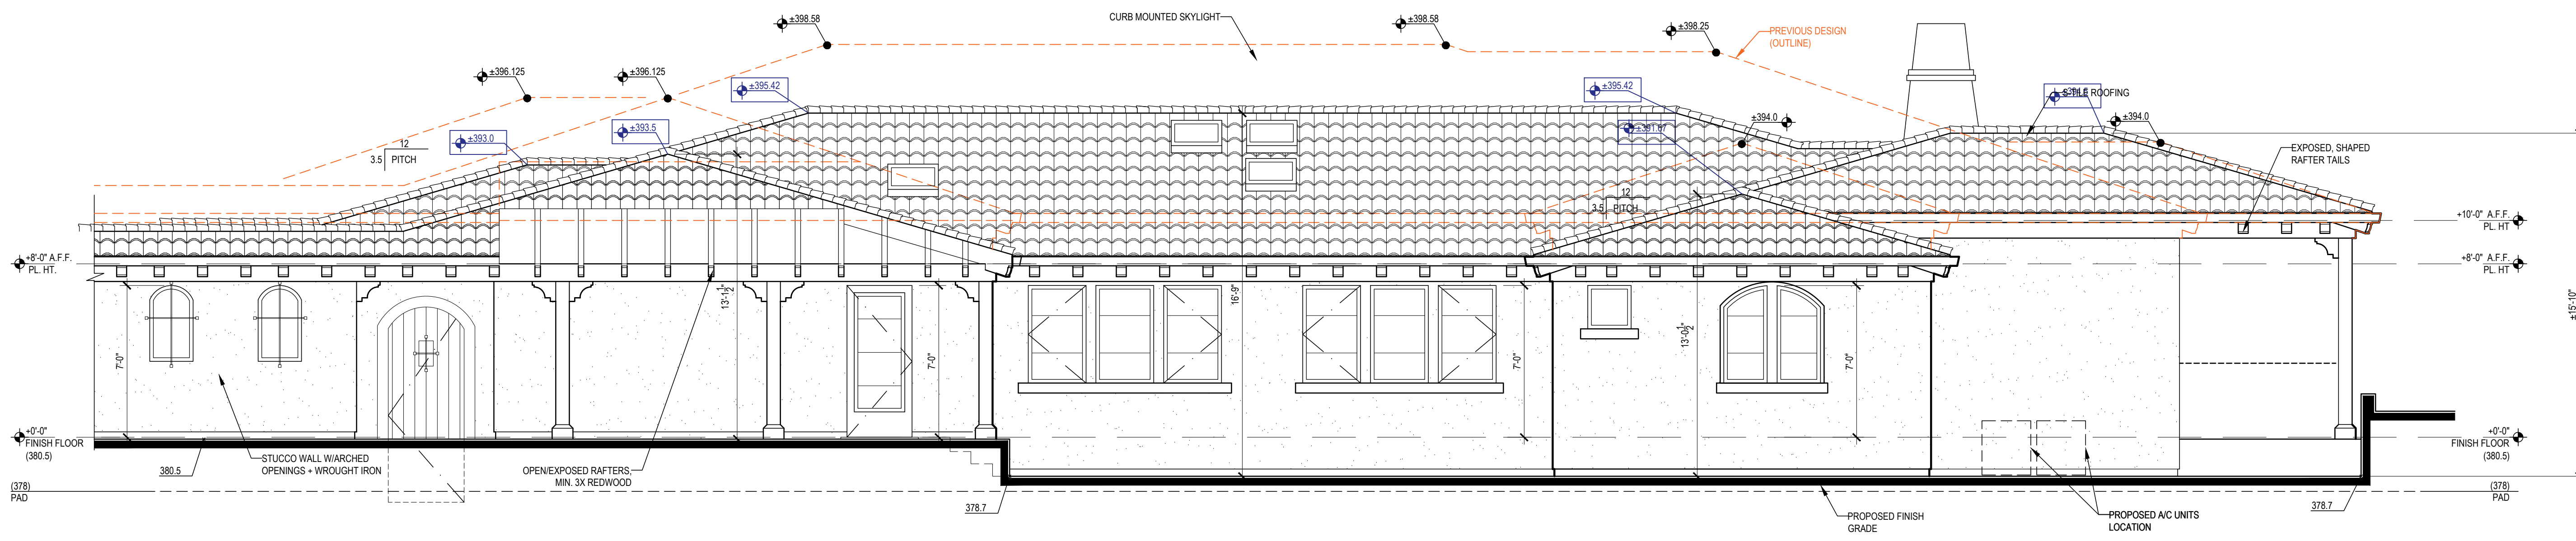 ±398.58
CURB MOUNTED SKYLIGHT
±398.58
±398.25
PREVIOUS DESIGN
(OUTLINE)
±396.125
±396.125
±395.42
±395.42
S-TILE ROOFING
±393.0
±393.5
±394.0
±394.0
12
3.5
PITCH
EXPOSED, SHAPED
RAFTER TAILS
12
3.5
PITCH
+10'-0" A.F.F.
PL. HT
+8'-0" A.F.F.
PL. HT.
+8'-0" A.F.F.
PL. HT
13'-1 1/2"
16'-9"
13'-0 1/2"
±15'-10"
7'-0"
7'-0"
7'-0"
7'-0"
+0'-0"
FINISH FLOOR
(380.5)
+0'-0"
FINISH FLOOR
(380.5)
STUCCO WALL W/ARCHED
OPENINGS + WROUGHT IRON
380.5
OPEN/EXPOSED RAFTERS,
MIN. 3X REDWOOD
(378)
PAD
(378)
PAD
378.7
378.7
PROPOSED FINISH
GRADE
PROPOSED A/C UNITS
LOCATION